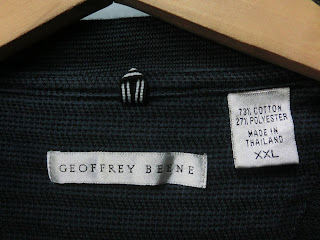 73% COTTON
27% POLYESTER
MADE IN
THAILAND
XXL
GEOFFREY BEENE